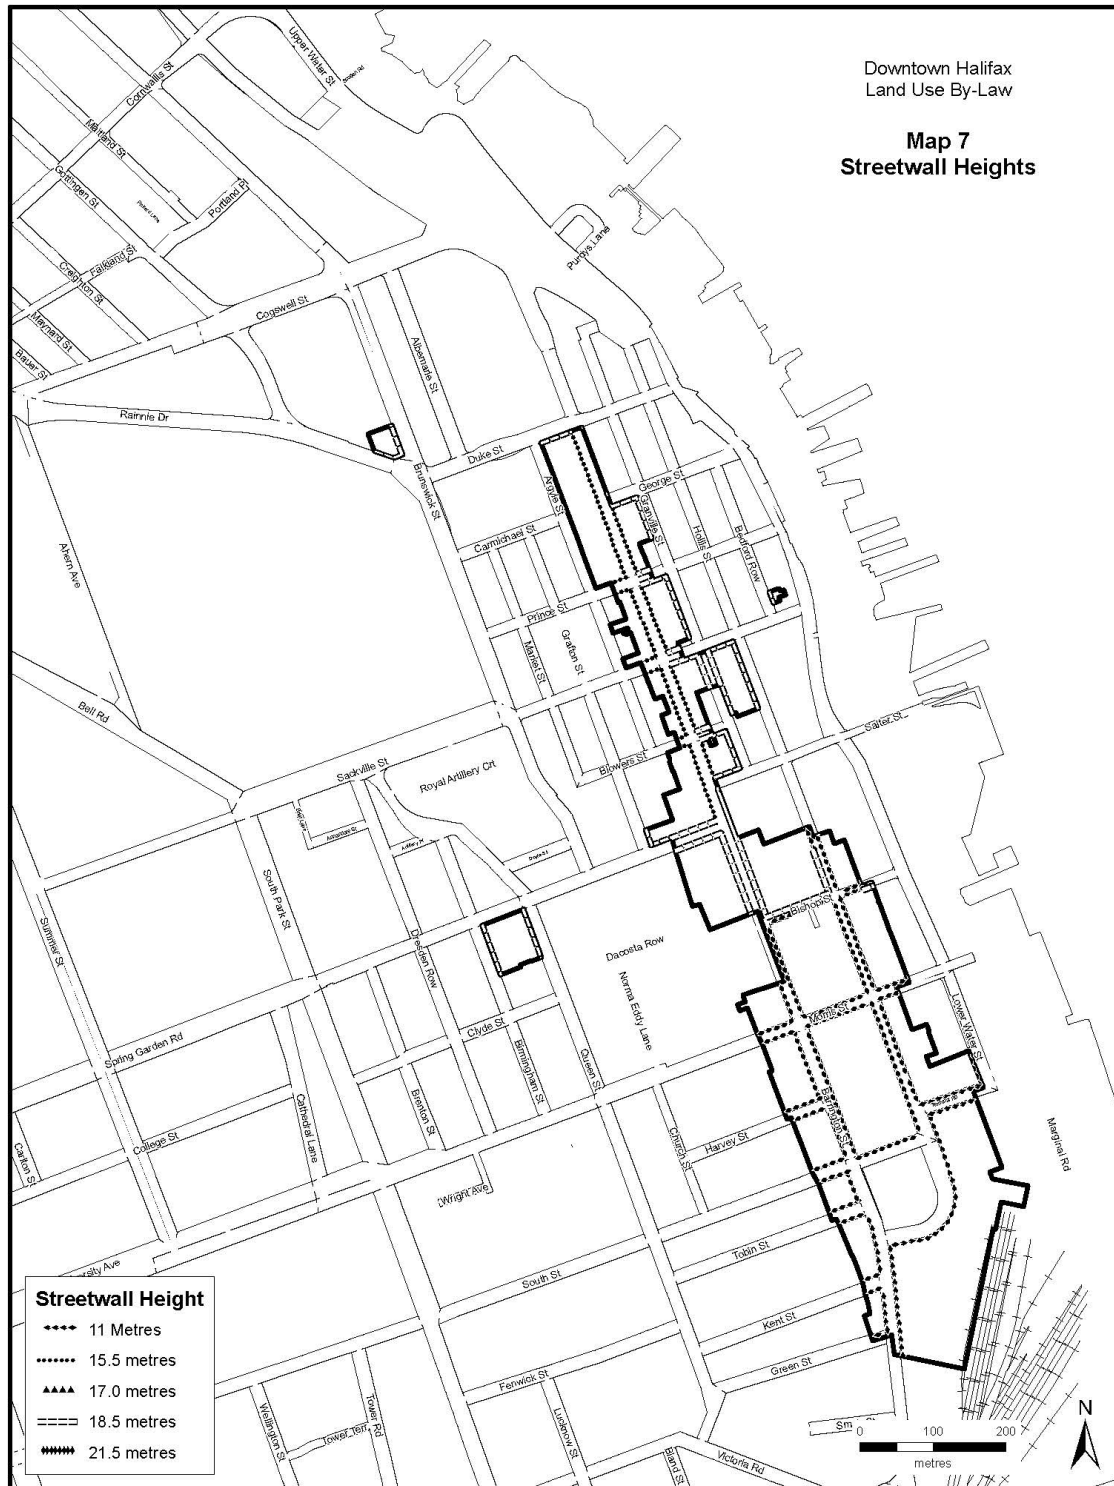 Downtown Halifax
Land Use By-Law
Map 7
Streetwall Heights
Upper Water St
Cornwallis St
Maitland St
Gottingen St
Portland Pl
Purdys Lane
Falkland St
Creighton St
Maynard St
Bauer St
Cogswell St
Albemarle St
Rainnie Dr
Duke St
Brunswick St
Argyle St
George St
Granville St
Hollis St
Bedford Row
Carmichael St
Ahern Ave
Prince St
Grafton St
Market St
Bell Rd
Salter St
Sackville St
Blowers St
Royal Artillery Crt
South Park St
Summer St
Dresden Row
Bishop St
Dacosta Row
Norma Eddy Lane
Morris St
Lower Water St
Clyde St
Spring Garden Rd
Birmingham St
Queen St
Brenton St
Cathedral Lane
Barrington St
College St
Carlton St
Church St
Harvey St
Marginal Rd
Wright Ave
Tobin St
ersity Ave
South St
Kent St
Green St
Fenwick St
Wellington St
Tower Terr
Tower Rd
Lucknow St
Bland St
Victoria Rd
Streetwall Height
11 Metres
15.5 metres
17.0 metres
18.5 metres
21.5 metres
N
0 100 200
metres